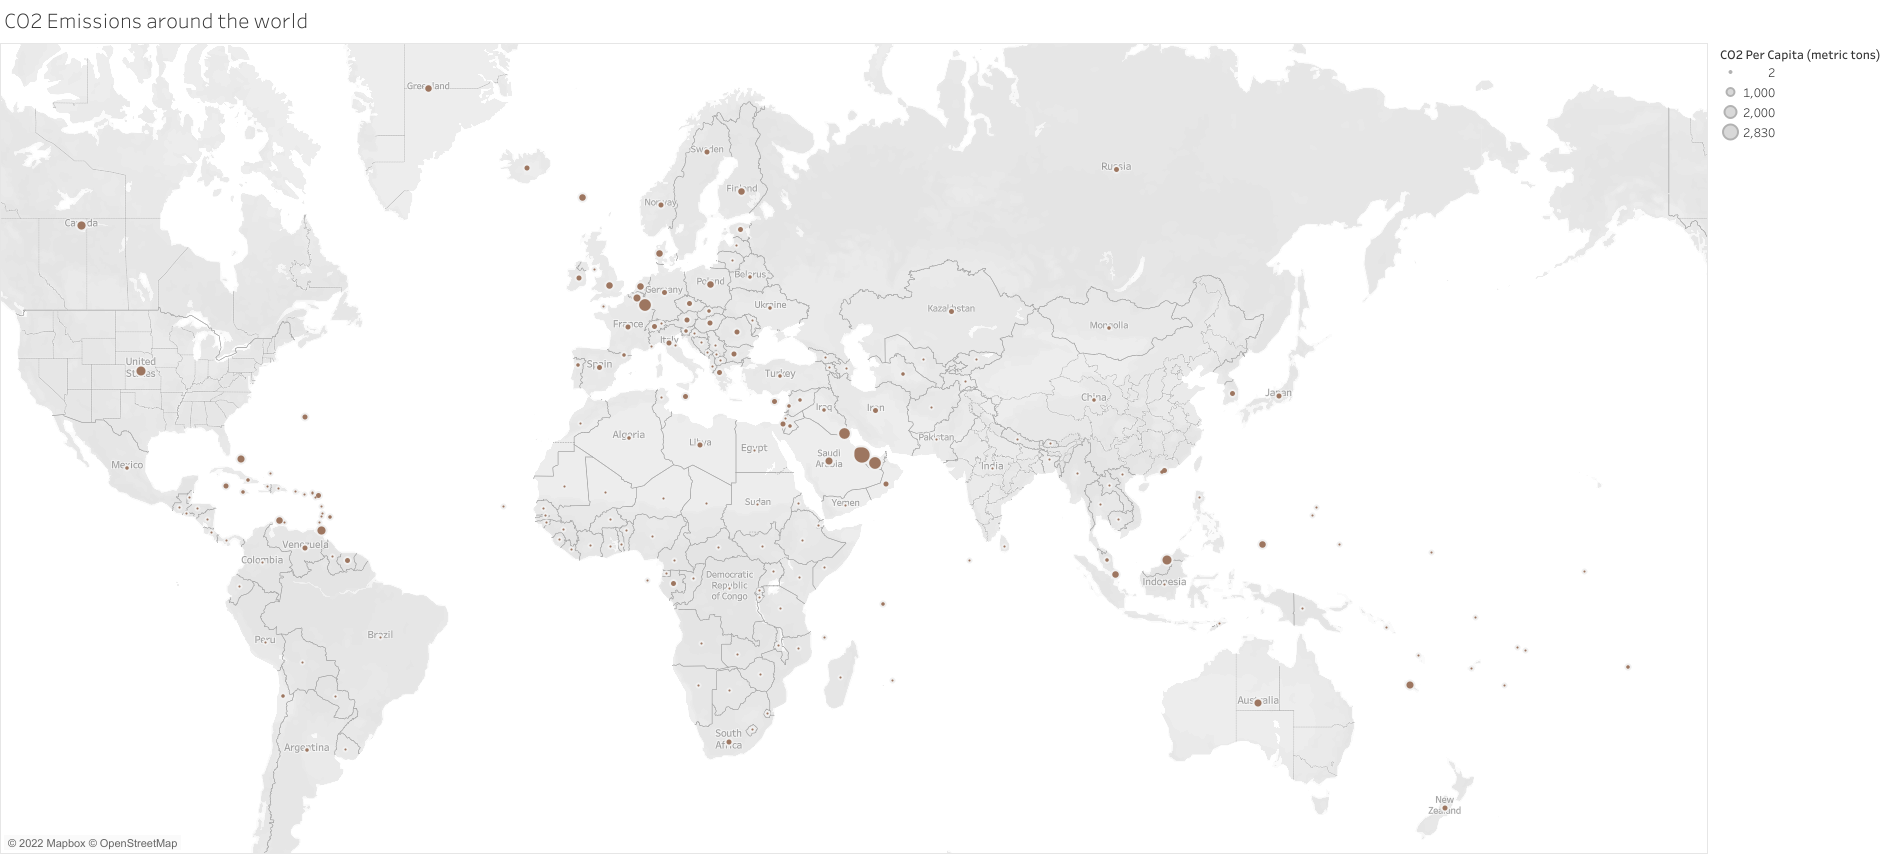 CO2 Emissions around the world
CO2 Per Capita (metric tons)
2
1,000
2,000
2,830
Greenland
Sweden
Finland
Norway
Russia
Canada
Belarus
Poland
Germany
Ukraine
Kazakhstan
France
Mongolia
Italy
United
States
Spain
Turkey
China
Japan
Iraq
Iran
Algeria
Libya
Egypt
Pakistan
Saudi
Arabia
India
Mexico
Sudan
Yemen
Venezuela
Colombia
Democratic
Republic
of Congo
Indonesia
Peru
Brazil
Australia
South
Africa
Argentina
New
Zealand
© 2022 Mapbox © OpenStreetMap